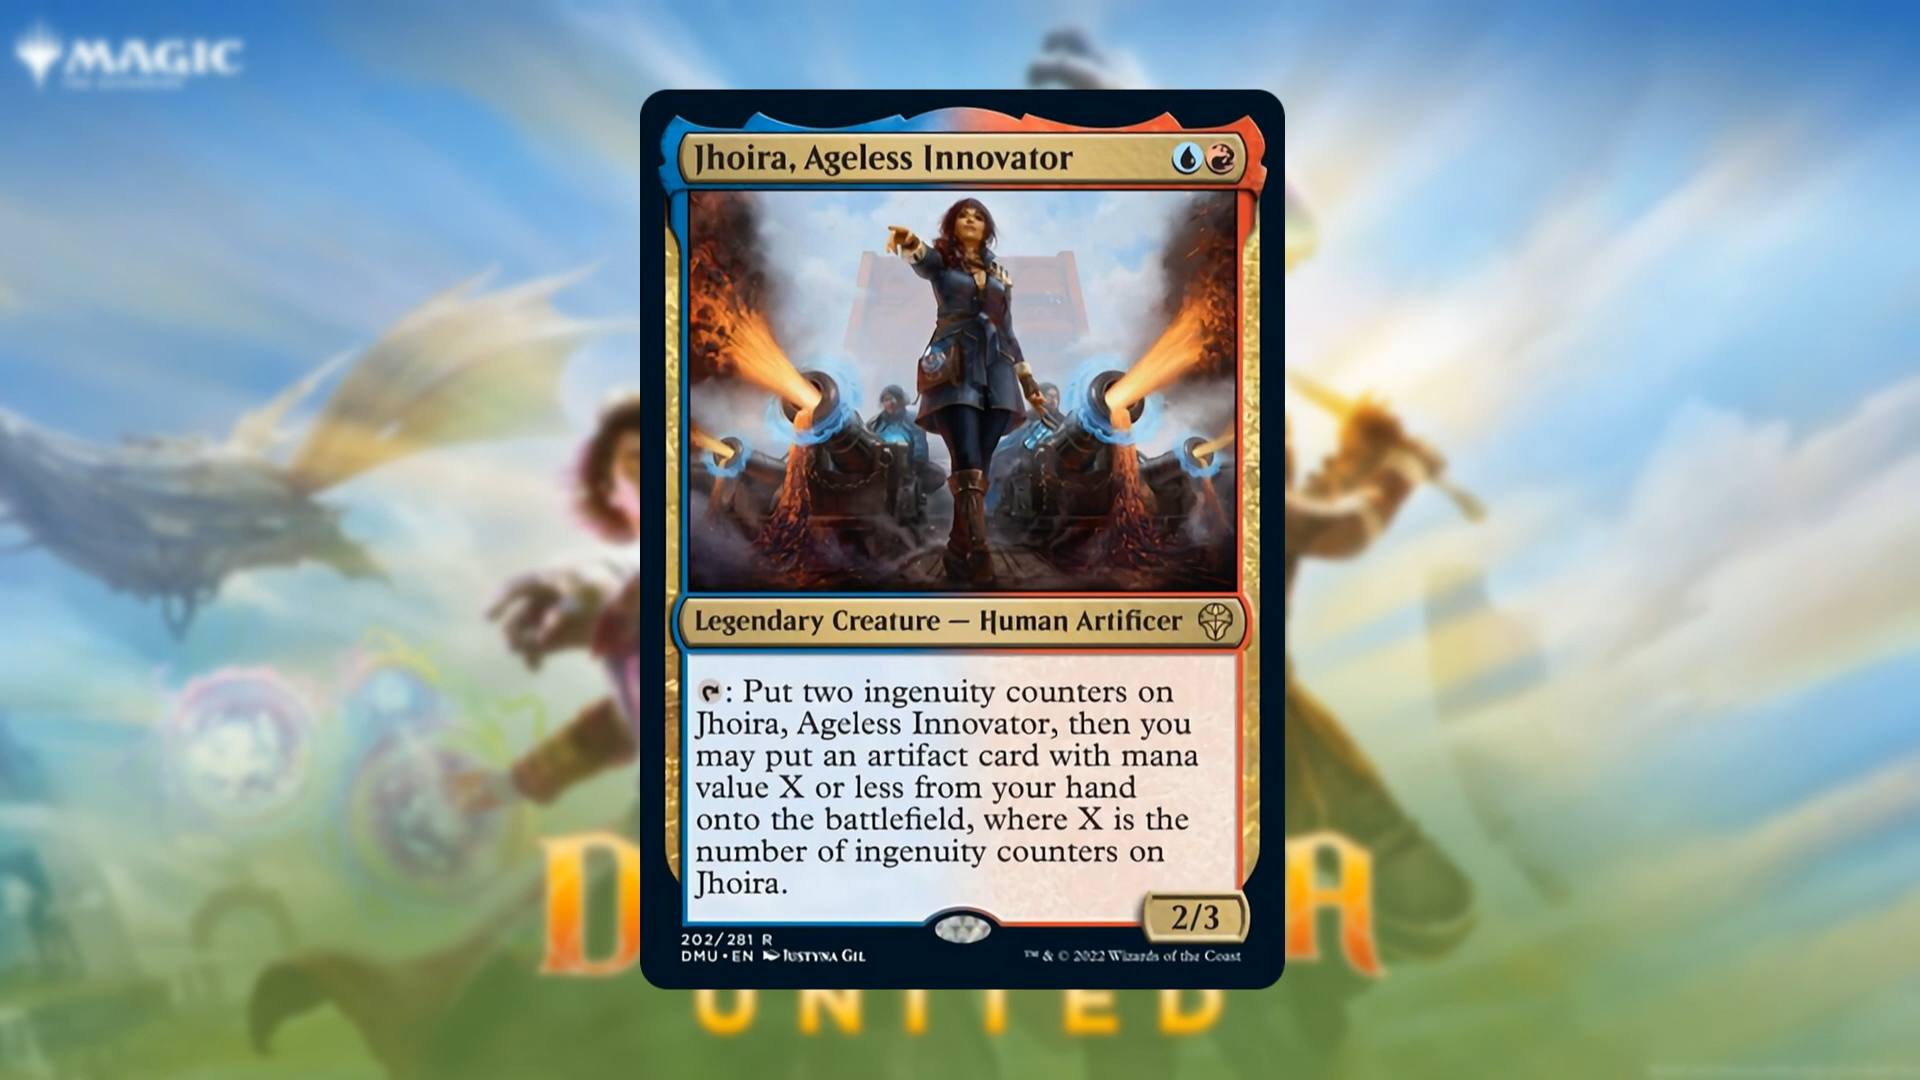 MAGIC
Jhoira, Ageless Innovator
Legendary Creature — Human Artificer
: Put two ingenuity counters on
Jhoira, Ageless Innovator, then you
may put an artifact card with mana
value X or less from your hand
onto the battlefield, where X is the
number of ingenuity counters on
Jhoira.
2/3
202/281 R
DMU • EN JUSTYNA GIL
™ & © 2022 Wizards of the Coast
D A
UNITED